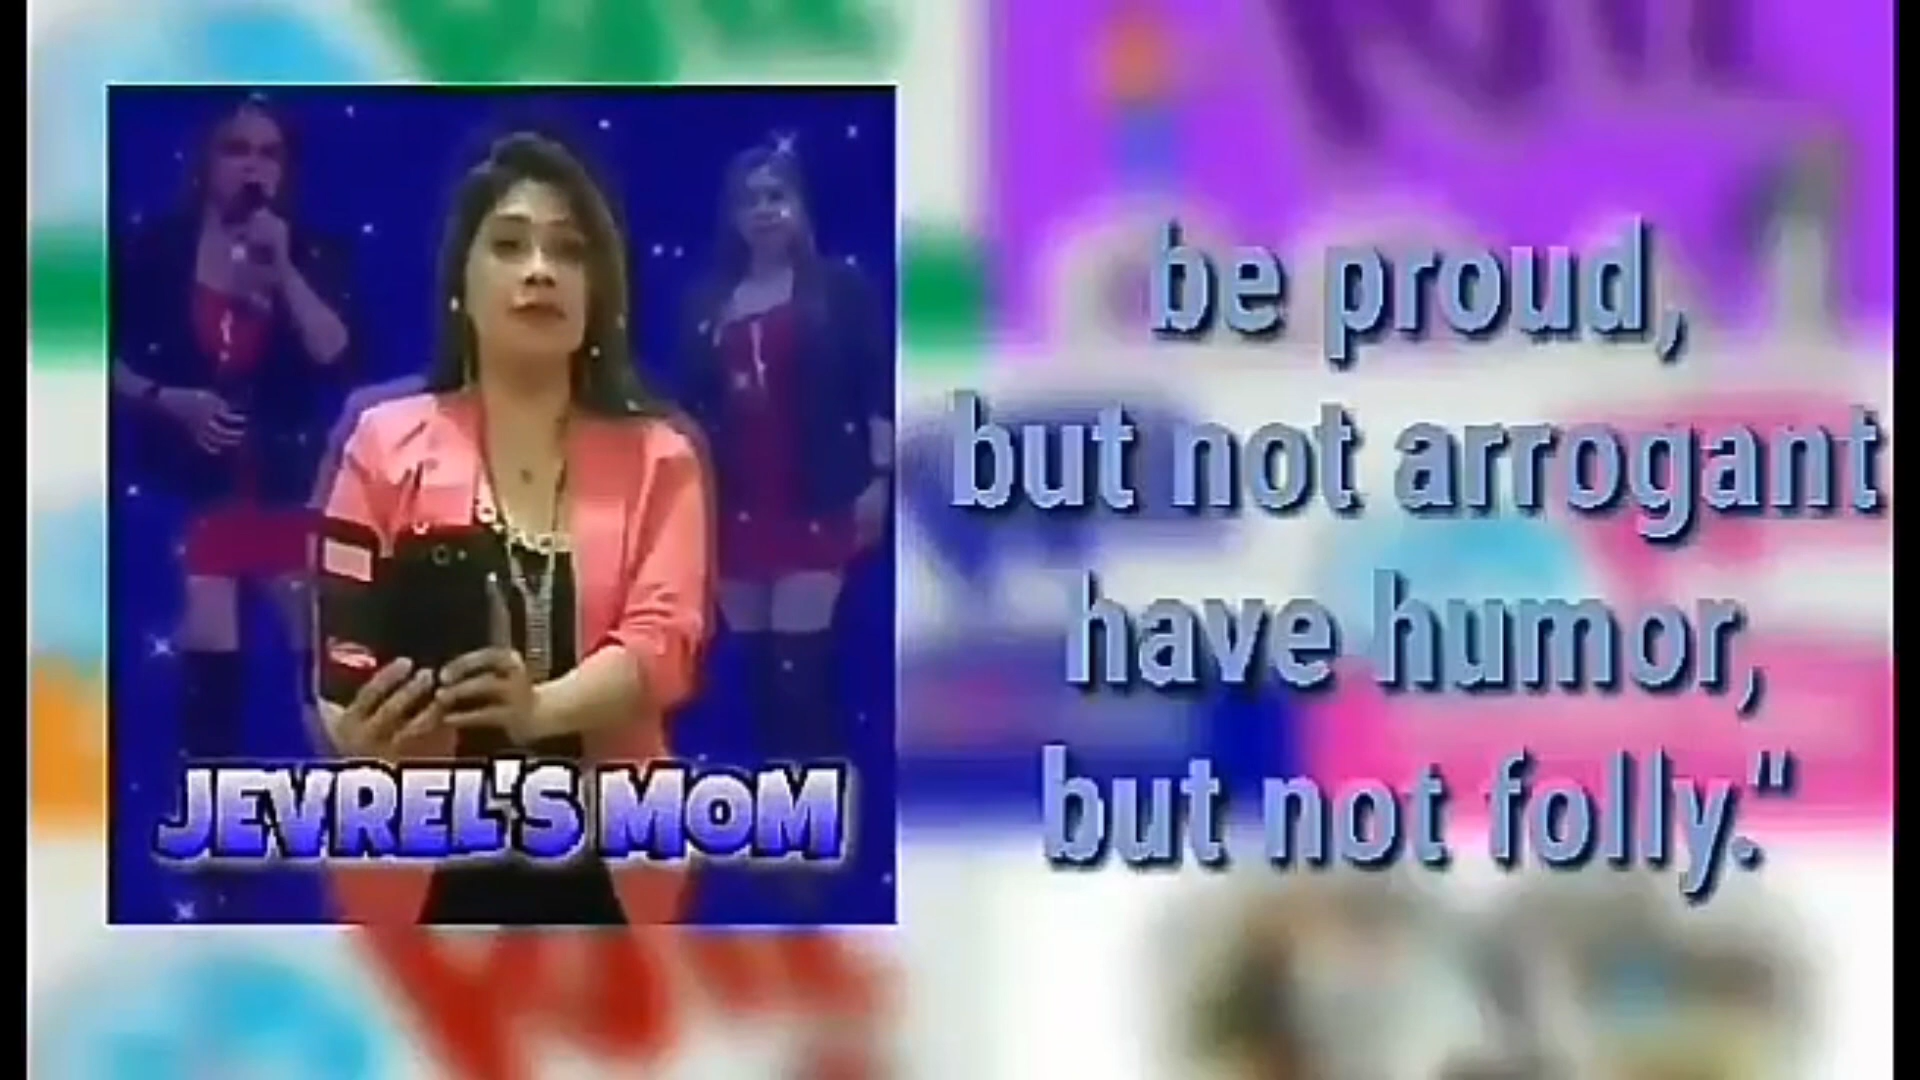 JEVREL'S MOM
be proud,
but not arrogant
have humor,
but not folly."